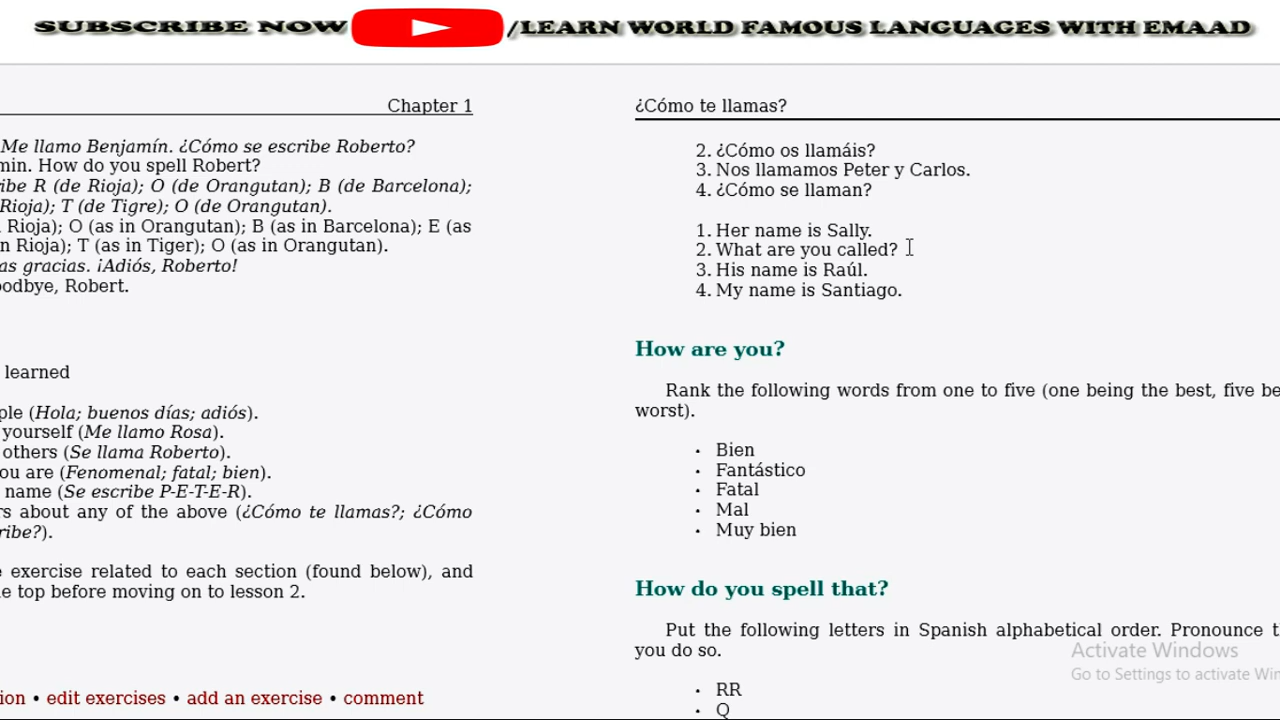 SUBSCRIBE NOW /LEARN WORLD FAMOUS LANGUAGES WITH EMAAD
Chapter 1
Me llamo Benjamín. ¿Cómo se escribe Roberto?
min. How do you spell Robert?
ribe R (de Rioja); O (de Orangutan); B (de Barcelona);
Rioja); T (de Tigre); O (de Orangutan).
Rioja); O (as in Orangutan); B (as in Barcelona); E (as
n Rioja); T (as in Tiger); O (as in Orangutan).
as gracias. ¡Adiós, Roberto!
oodbye, Robert.
learned
ple (Hola; buenos días; adiós).
yourself (Me llamo Rosa).
others (Se llama Roberto).
ou are (Fenomenal; fatal; bien).
name (Se escribe P-E-T-E-R).
rs about any of the above (¿Cómo te llamas?; ¿Cómo
ribe?).
e exercise related to each section (found below), and
e top before moving on to lesson 2.
ion • edit exercises • add an exercise • comment
¿Cómo te llamas?
2. ¿Cómo os llamáis?
3. Nos llamamos Peter y Carlos.
4. ¿Cómo se llaman?
1. Her name is Sally.
2. What are you called?
3. His name is Raúl.
4. My name is Santiago.
How are you?
Rank the following words from one to five (one being the best, five be
worst).
• Bien
• Fantástico
• Fatal
• Mal
• Muy bien
How do you spell that?
Put the following letters in Spanish alphabetical order. Pronounce t
you do so.
• RR
• Q
Activate Windows
Go to Settings to activate Win